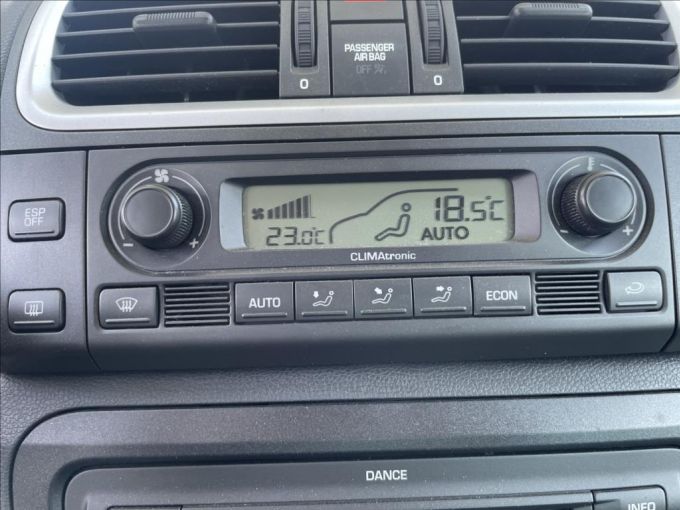 0
PASSENGER
AIR BAG
OFF
0
ESP
OFF
- +
23.0°C
18.5°C
AUTO
- +
CLIMAtronic
AUTO
ECON
DANCE
INFO